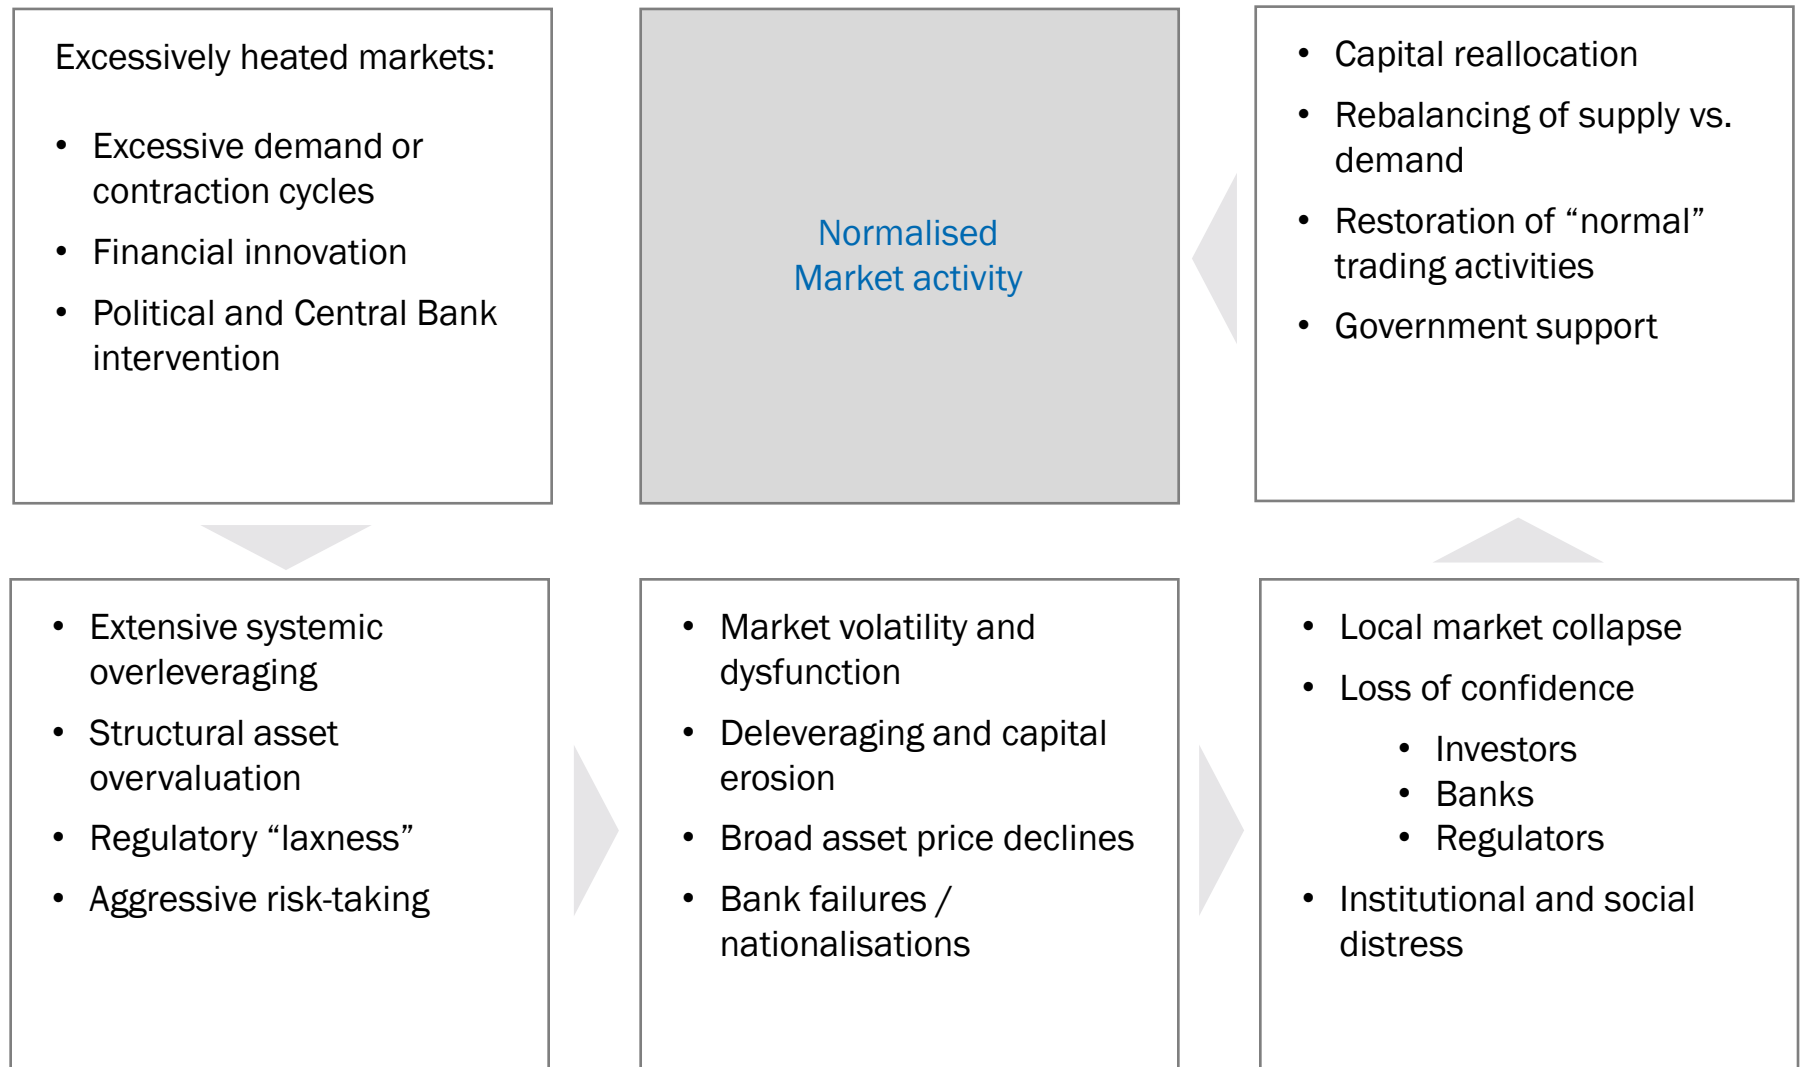 Excessively heated markets:
• Excessive demand or
contraction cycles
• Financial innovation
• Political and Central Bank
intervention
Normalised
Market activity
• Capital reallocation
• Rebalancing of supply vs.
demand
• Restoration of “normal”
trading activities
• Government support
• Extensive systemic
overleveraging
• Structural asset
overvaluation
• Regulatory “laxness”
• Aggressive risk-taking
• Market volatility and
dysfunction
• Deleveraging and capital
erosion
• Broad asset price declines
• Bank failures /
nationalisations
• Local market collapse
• Loss of confidence
• Investors
• Banks
• Regulators
• Institutional and social
distress